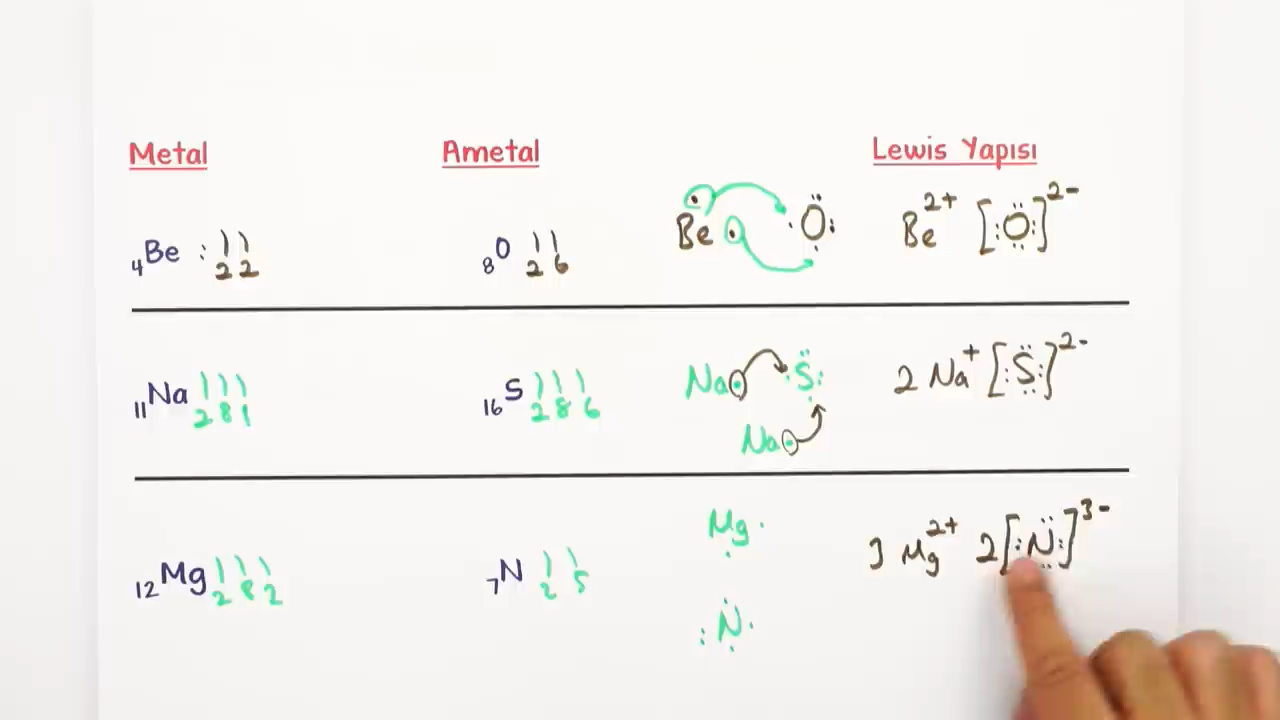 Metal Ametal Lewis Yapısı
₄Be : 2 2 ₈O 2 6 Be · · ·Ö: Be²⁺ [:Ö:]²⁻
₁₁Na 2 8 1 ₁₆S 2 8 6 Na· ·S̈: 2 Na⁺ [:S̈:]²⁻
Na·
₁₂Mg 2 8 2 ₇N 2 5 Mg· 3 Mg²⁺ 2[:N̈:]³⁻
:Ṅ·